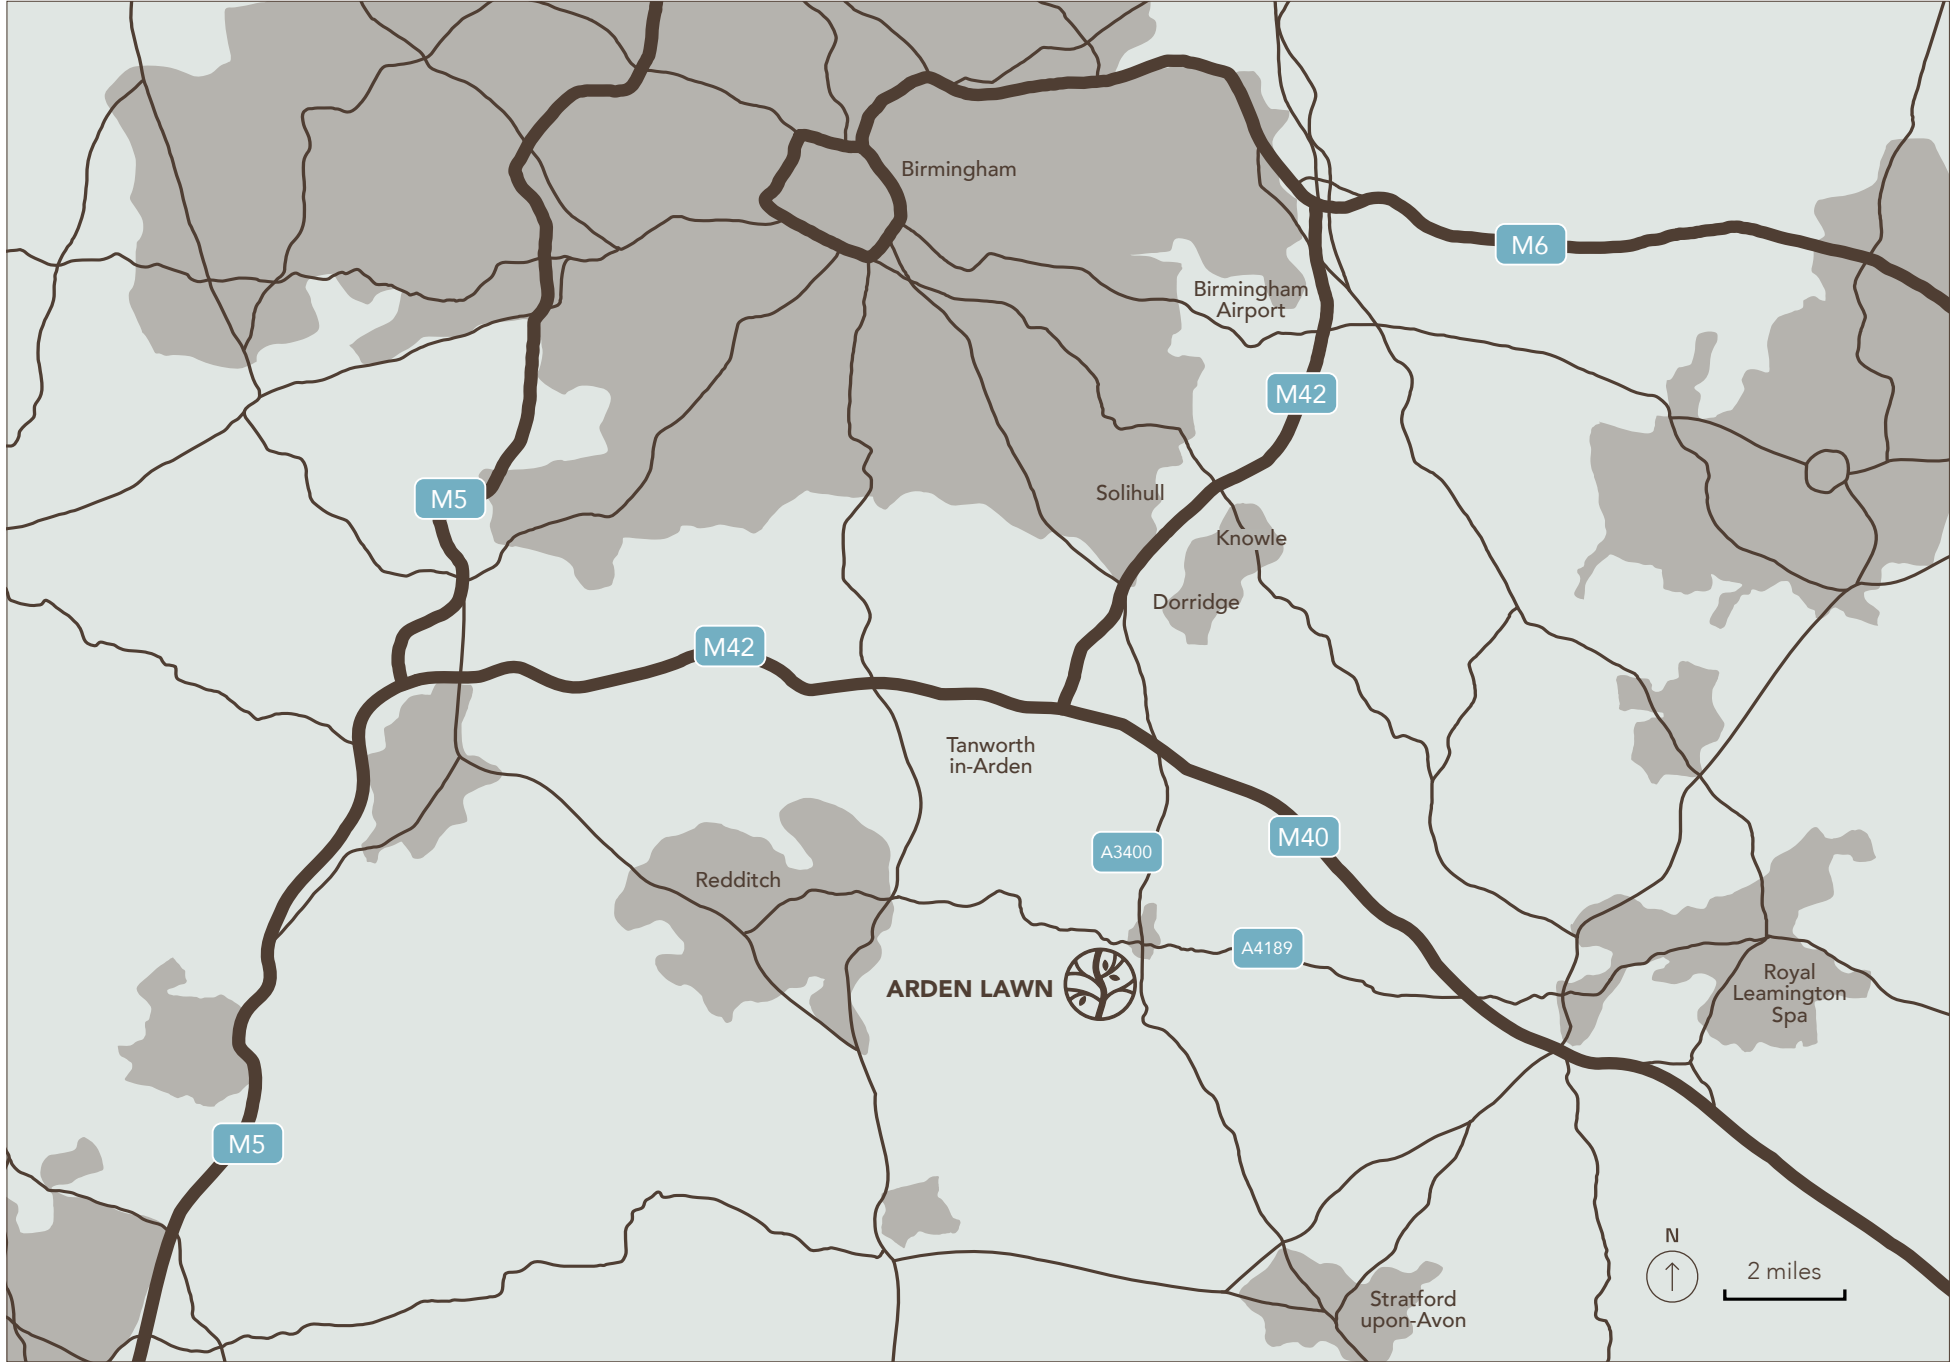 Birmingham
M6
Birmingham
Airport
M42
M5
Solihull
Knowle
Dorridge
M42
Tanworth
in-Arden
A3400
M40
Redditch
A4189
ARDEN LAWN
Royal
Leamington
Spa
M5
N
2 miles
Stratford
upon-Avon